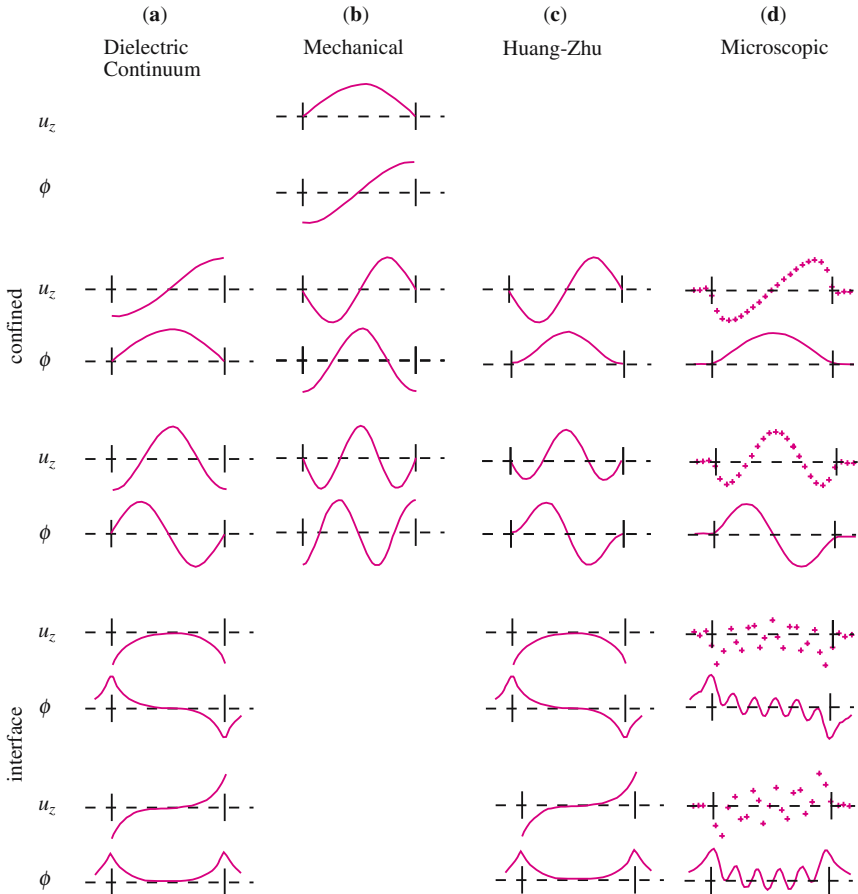 (a) (b) (c) (d)
Dielectric Continuum Mechanical Huang-Zhu Microscopic
u_z
ϕ
confined
u_z
ϕ
u_z
ϕ
interface
u_z
ϕ
u_z
ϕ